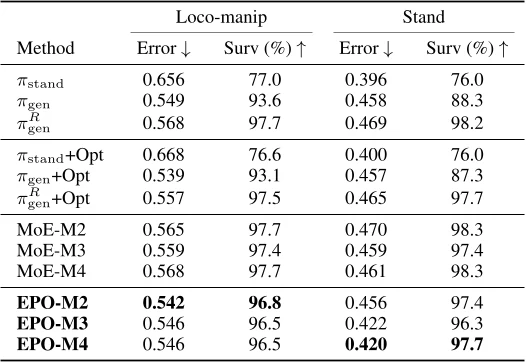 Loco-manip Stand
Method Error ↓ Surv (%) ↑ Error ↓ Surv (%) ↑
π_stand 0.656 77.0 0.396 76.0
π_gen 0.549 93.6 0.458 88.3
π^R_gen 0.568 97.7 0.469 98.2
π_stand+Opt 0.668 76.6 0.400 76.0
π_gen+Opt 0.539 93.1 0.457 87.3
π^R_gen+Opt 0.557 97.5 0.465 97.7
MoE-M2 0.565 97.7 0.470 98.3
MoE-M3 0.559 97.4 0.459 97.4
MoE-M4 0.568 97.7 0.461 98.3
EPO-M2 0.542 96.8 0.456 97.4
EPO-M3 0.546 96.5 0.422 96.3
EPO-M4 0.546 96.5 0.420 97.7